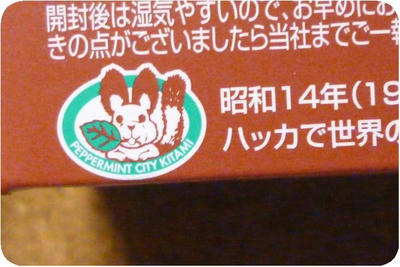 開封後は湿気やすいので、お早めにお
きの点がございましたら当社までご一報
昭和14年(19
ハッカで世界の
PEPPERMINT CITY KITAMI